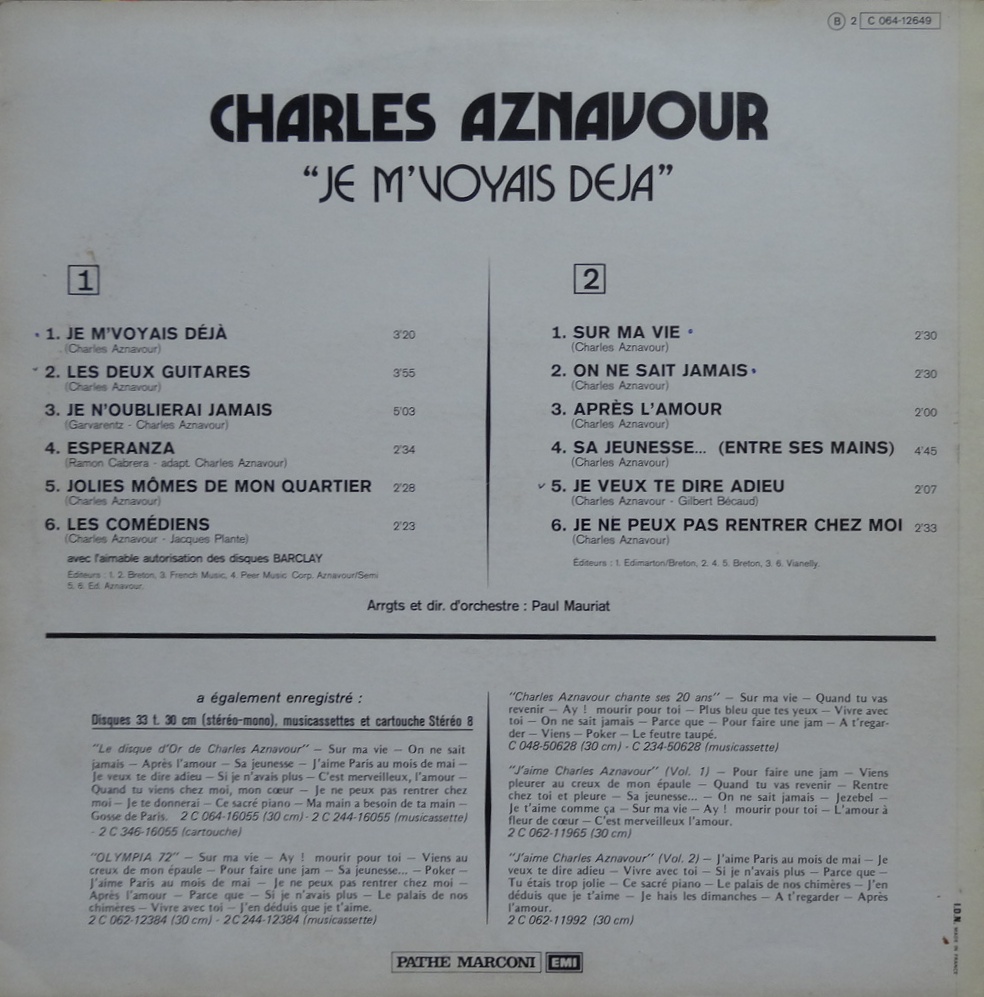 B 2 C 064-12649
CHARLES AZNAVOUR
“JE M’VOYAIS DEJA”
1
1. JE M’VOYAIS DÉJÀ 3’20
(Charles Aznavour)
2. LES DEUX GUITARES 3’55
(Charles Aznavour)
3. JE N’OUBLIERAI JAMAIS 5’03
(Garvarentz - Charles Aznavour)
4. ESPERANZA 2’34
(Ramon Cabrera - adapt. Charles Aznavour)
5. JOLIES MÔMES DE MON QUARTIER 2’28
(Charles Aznavour)
6. LES COMÉDIENS 2’23
(Charles Aznavour - Jacques Plante)
avec l’aimable autorisation des disques BARCLAY
Editeurs : 1. 2. Breton, 3. French Music, 4. Peer Music Corp. Aznavour/Semi
5. 6. Ed. Aznavour.
2
1. SUR MA VIE 2’30
(Charles Aznavour)
2. ON NE SAIT JAMAIS 2’30
(Charles Aznavour)
3. APRÈS L’AMOUR 2’00
(Charles Aznavour)
4. SA JEUNESSE... (ENTRE SES MAINS) 4’45
(Charles Aznavour)
5. JE VEUX TE DIRE ADIEU 2’07
(Charles Aznavour - Gilbert Bécaud)
6. JE NE PEUX PAS RENTRER CHEZ MOI 2’33
(Charles Aznavour)
Editeurs : 1. Edimarton/Breton, 2. 4. 5. Breton, 3. 6. Vianelly.
Arrgts et dir. d’orchestre : Paul Mauriat
a également enregistré :
Disques 33 t. 30 cm (stéréo-mono), musicassettes et cartouche Stéréo 8
“Le disque d’Or de Charles Aznavour” — Sur ma vie — On ne sait
jamais — Après l’amour — Sa jeunesse — J’aime Paris au mois de mai —
Je veux te dire adieu — Si je n’avais plus — C’est merveilleux, l’amour —
Quand tu viens chez moi, mon cœur — Je ne peux pas rentrer chez
moi — Je te donnerai — Ce sacré piano — Ma main a besoin de ta main —
Gosse de Paris. 2 C 064-16055 (30 cm) - 2 C 244-16055 (musicassette)
- 2 C 346-16055 (cartouche)
“OLYMPIA 72” — Sur ma vie — Ay ! mourir pour toi — Viens au
creux de mon épaule — Pour faire une jam — Sa jeunesse... — Poker —
J’aime Paris au mois de mai — Je ne peux pas rentrer chez moi —
Après l’amour — Parce que — Si je n’avais plus — Le palais de nos
chimères — Vivre avec toi — J’en déduis que je t’aime.
2 C 062-12384 (30 cm) - 2 C 244-12384 (musicassette)
“Charles Aznavour chante ses 20 ans” — Sur ma vie — Quand tu vas
revenir — Ay ! mourir pour toi — Plus bleu que tes yeux — Vivre avec
toi — On ne sait jamais — Parce que — Pour faire une jam — A t’regar-
der — Viens — Poker — Le feutre taupé.
C 048-50628 (30 cm) - C 234-50628 (musicassette)
“J’aime Charles Aznavour” (Vol. 1) — Pour faire une jam — Viens
pleurer au creux de mon épaule — Quand tu vas revenir — Rentre
chez toi et pleure — Sa jeunesse... — On ne sait jamais — Jezebel —
Je t’aime comme ça — Sur ma vie — Ay ! mourir pour toi — L’amour à
fleur de cœur — C’est merveilleux l’amour.
2 C 062-11965 (30 cm)
“J’aime Charles Aznavour” (Vol. 2) — J’aime Paris au mois de mai — Je
veux te dire adieu — Vivre avec toi — Si je n’avais plus — Parce que —
Tu étais trop jolie — Ce sacré piano — Le palais de nos chimères — J’en
déduis que je t’aime — Je hais les dimanches — A t’regarder — Après
l’amour.
2 C 062-11992 (30 cm)
I.D.N. MADE IN FRANCE
PATHE MARCONI EMI